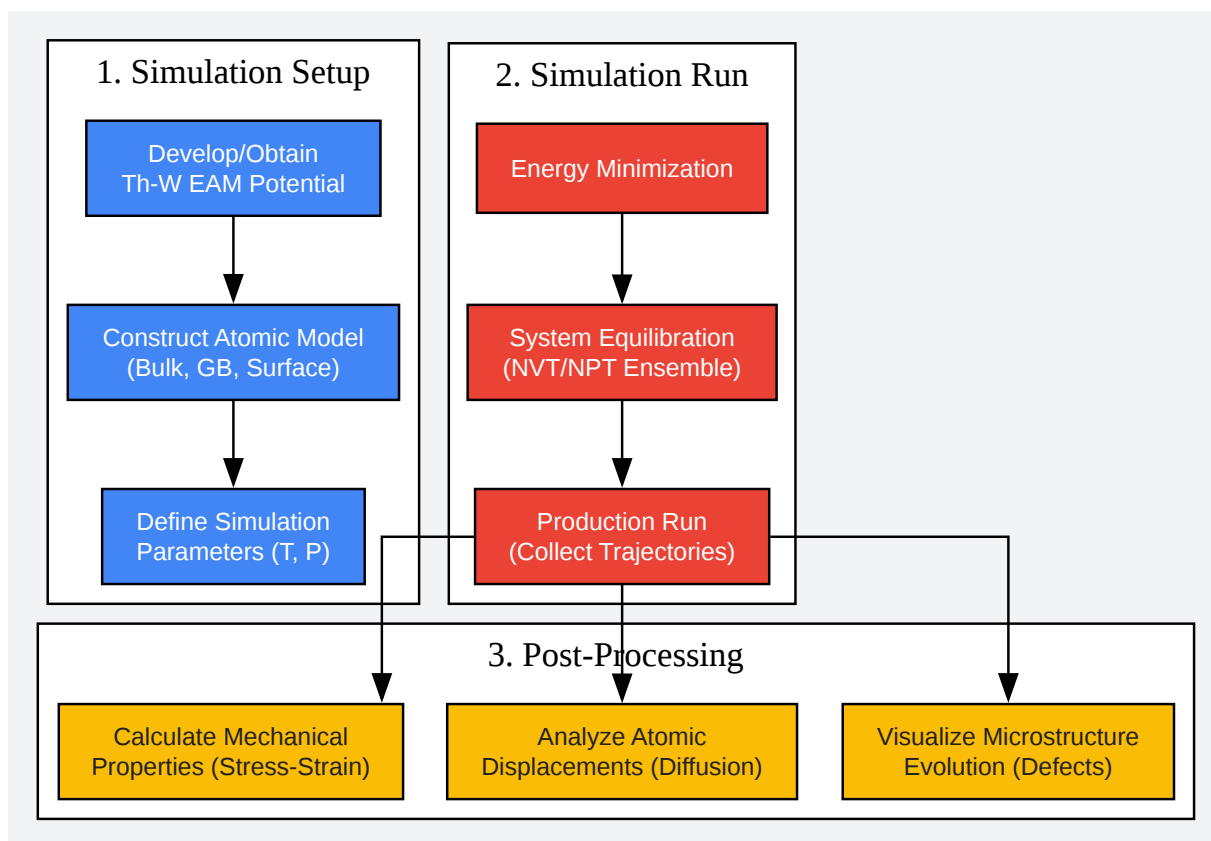 1. Simulation Setup
Develop/Obtain
Th-W EAM Potential
Construct Atomic Model
(Bulk, GB, Surface)
Define Simulation
Parameters (T, P)
2. Simulation Run
Energy Minimization
System Equilibration
(NVT/NPT Ensemble)
Production Run
(Collect Trajectories)
3. Post-Processing
Calculate Mechanical
Properties (Stress-Strain)
Analyze Atomic
Displacements (Diffusion)
Visualize Microstructure
Evolution (Defects)